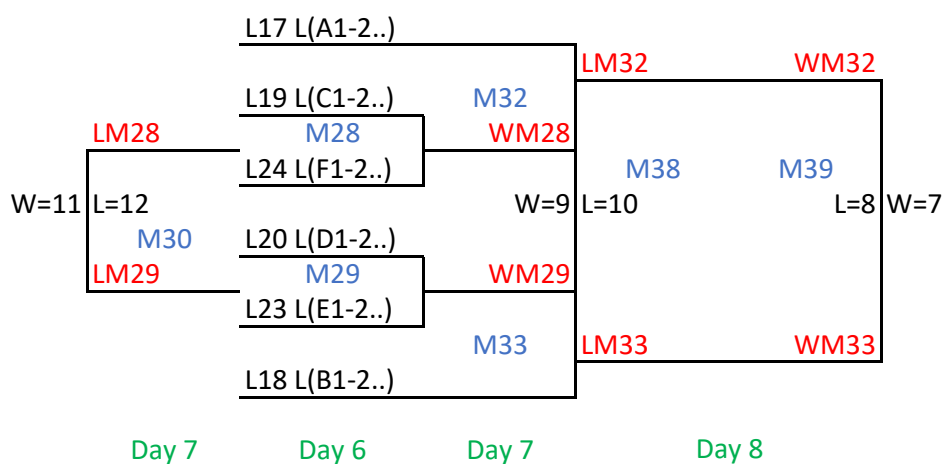 L17 L(A1-2..)
LM32 WM32
L19 L(C1-2..) M32
LM28 M28 WM28
L24 L(F1-2..) M38 M39
W=11 L=12 W=9 L=10 L=8 W=7
M30 L20 L(D1-2..)
LM29 M29 WM29
L23 L(E1-2..)
M33 LM33 WM33
L18 L(B1-2..)
Day 7 Day 6 Day 7 Day 8